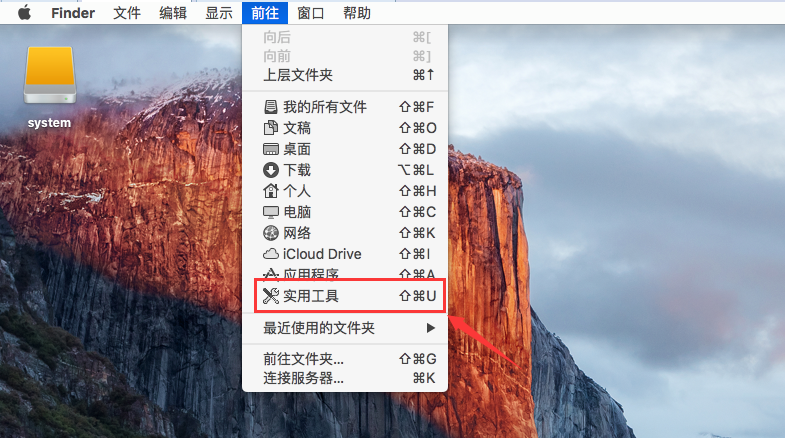 Finder 文件 编辑 显示 前往 窗口 帮助
system
向后 ⌘[
向前 ⌘]
上层文件夹 ⌘↑
我的所有文件 ⇧⌘F
文稿 ⇧⌘O
桌面 ⇧⌘D
下载 ⌥⌘L
个人 ⇧⌘H
电脑 ⇧⌘C
网络 ⇧⌘K
iCloud Drive ⇧⌘I
应用程序 ⇧⌘A
实用工具 ⇧⌘U
最近使用的文件夹 ▶
前往文件夹... ⇧⌘G
连接服务器... ⌘K